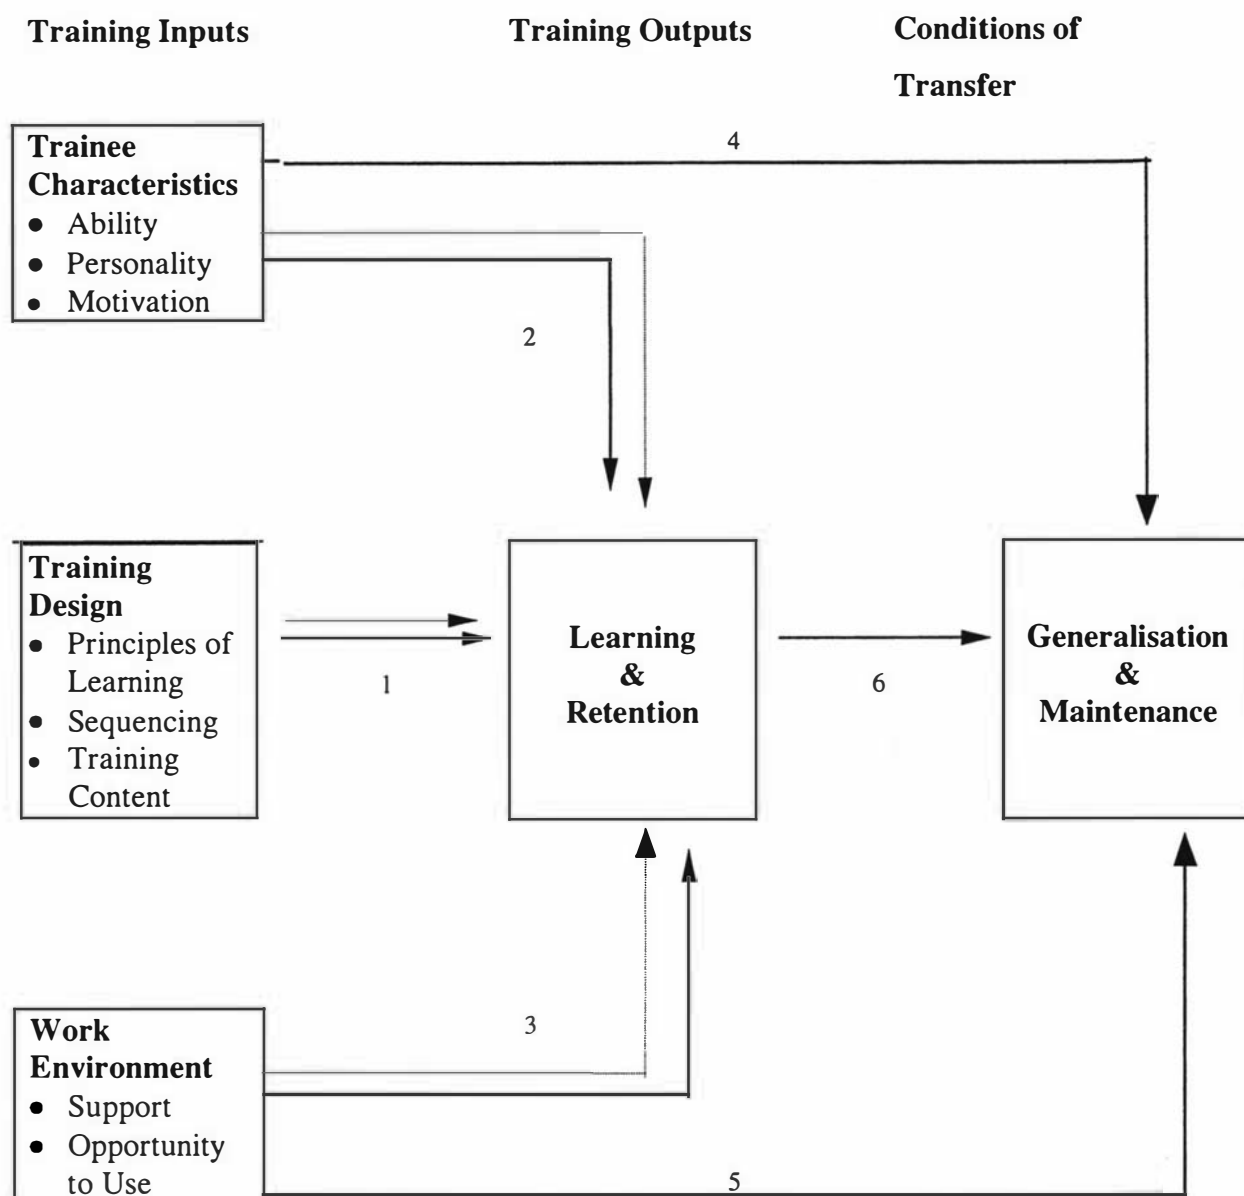 Training Inputs
Training Outputs
Conditions of
Transfer
Trainee
Characteristics
• Ability
• Personality
• Motivation
4
2
Training
Design
• Principles of
Learning
• Sequencing
• Training
Content
1
Learning
&
Retention
6
Generalisation
&
Maintenance
Work
Environment
• Support
• Opportunity
to Use
3
5